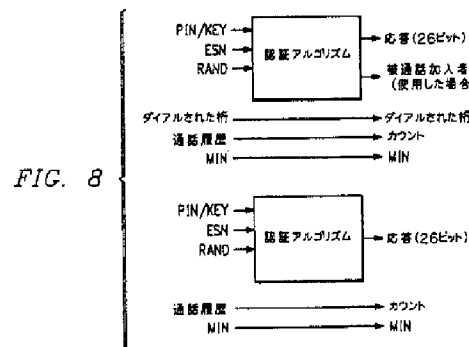 PIN/KEY
ESN
RAND
認証アルゴリズム
応答(26ビット)
被通話加入者
(使用した場合
ダイアルされた桁 ダイアルされた桁
通話履歴 カウント
MIN MIN
FIG. 8
PIN/KEY
ESN
RAND
認証アルゴリズム
応答(26ビット)
通話履歴 カウント
MIN MIN